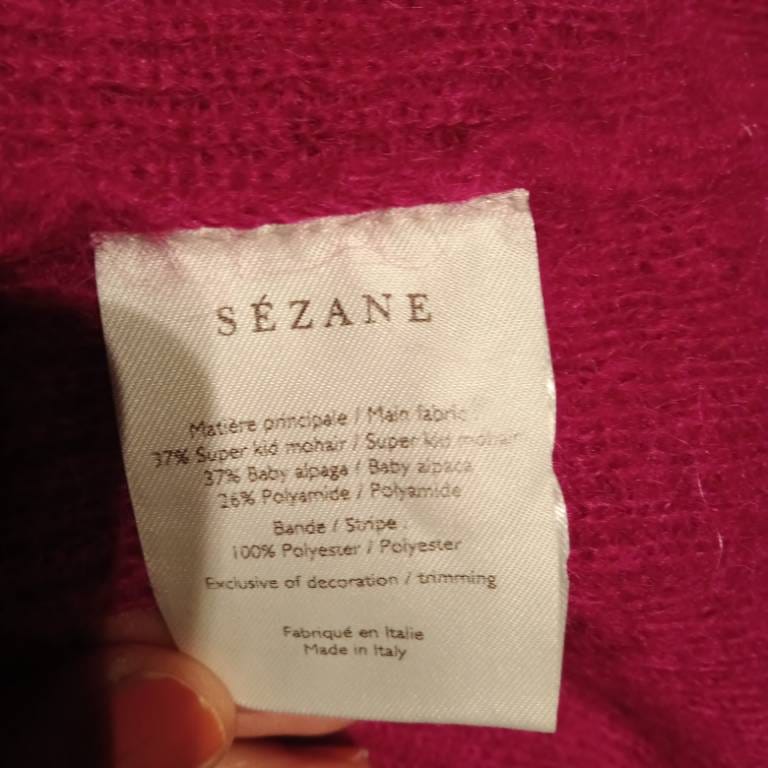 SÉZANE
Matière principale / Main fabric :
37% Super kid mohair / Super kid mohair
37% Baby alpaga / Baby alpaca
26% Polyamide / Polyamide
Bande / Stripe :
100% Polyester / Polyester
Exclusive of decoration / trimming
Fabriqué en Italie
Made in Italy